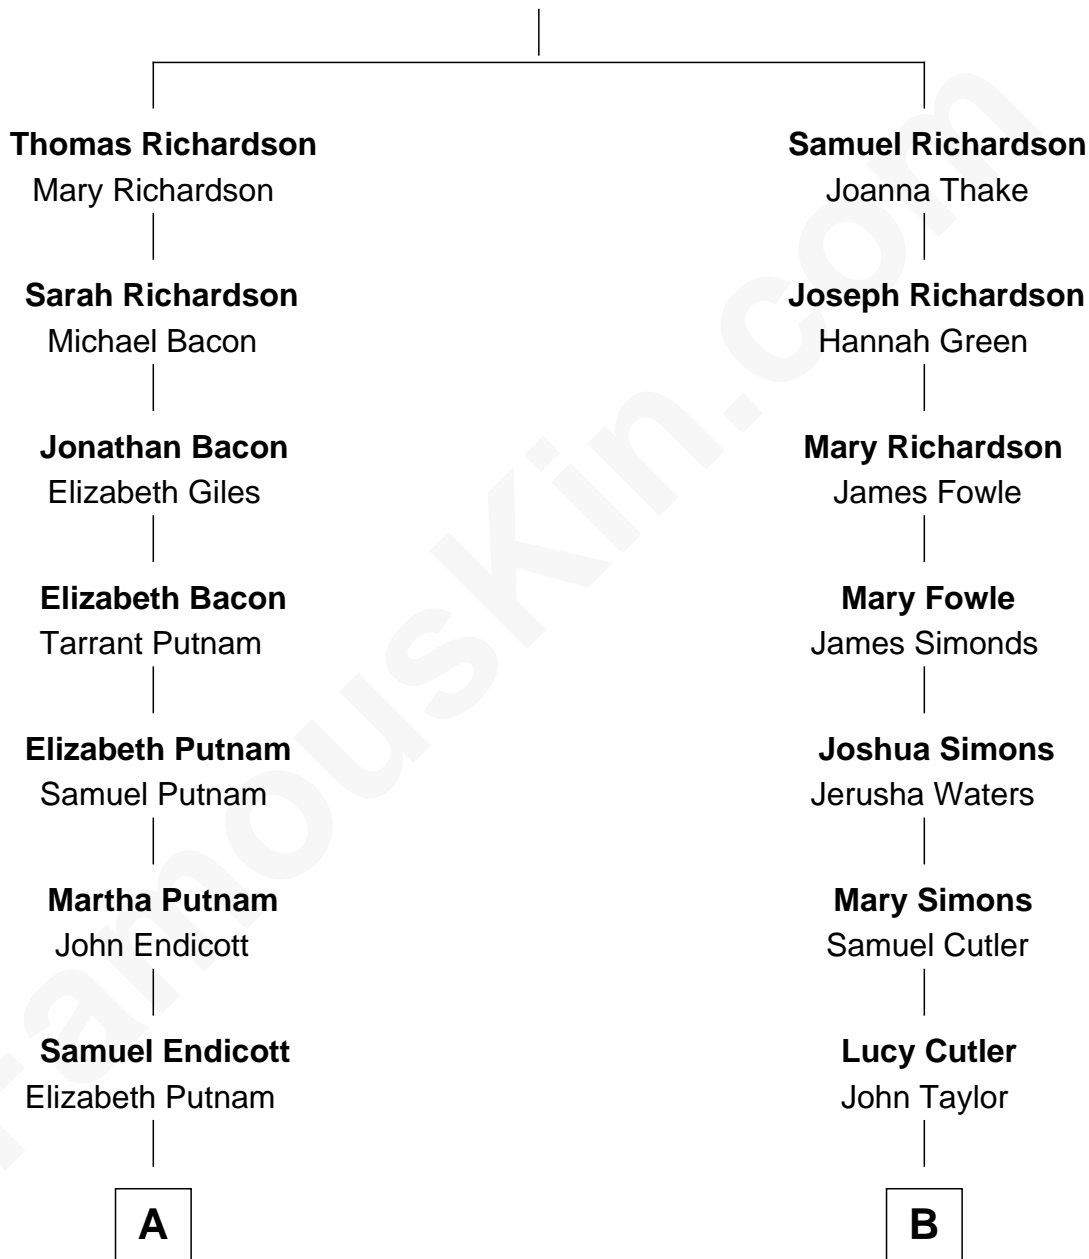 Thomas Richardson
Mary Richardson
Samuel Richardson
Joanna Thake
Sarah Richardson
Michael Bacon
Joseph Richardson
Hannah Green
Jonathan Bacon
Elizabeth Giles
Mary Richardson
James Fowle
Elizabeth Bacon
Tarrant Putnam
Mary Fowle
James Simonds
Elizabeth Putnam
Samuel Putnam
Joshua Simons
Jerusha Waters
Martha Putnam
John Endicott
Mary Simons
Samuel Cutler
Samuel Endicott
Elizabeth Putnam
Lucy Cutler
John Taylor
A
B
FamousKin.com